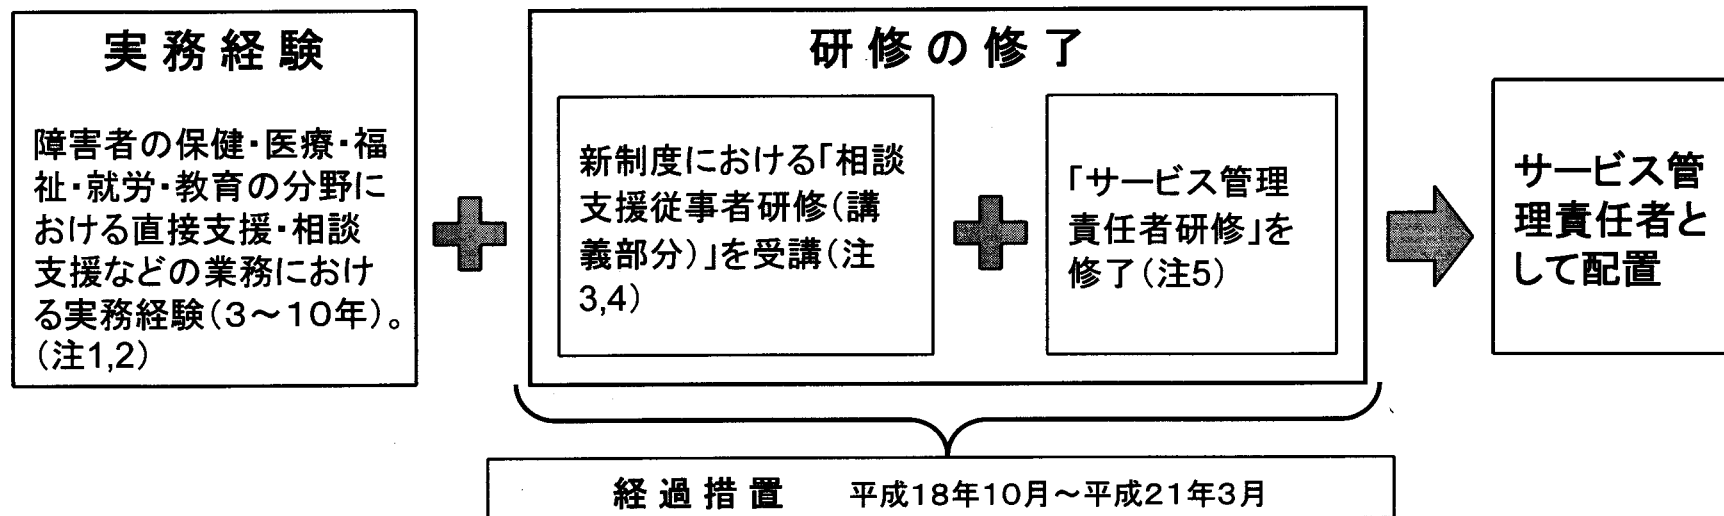 実務経験
障害者の保健・医療・福
祉・就労・教育の分野に
おける直接支援・相談
支援などの業務におけ
る実務経験(3~10年)。
(注1,2)
研修の修了
新制度における「相談
支援従事者研修(講
義部分)」を受講(注
3,4)
「サービス管理
責任者研修」を
修了(注5)
サービス管
理責任者と
して配置
経過措置 平成18年10月~平成21年3月